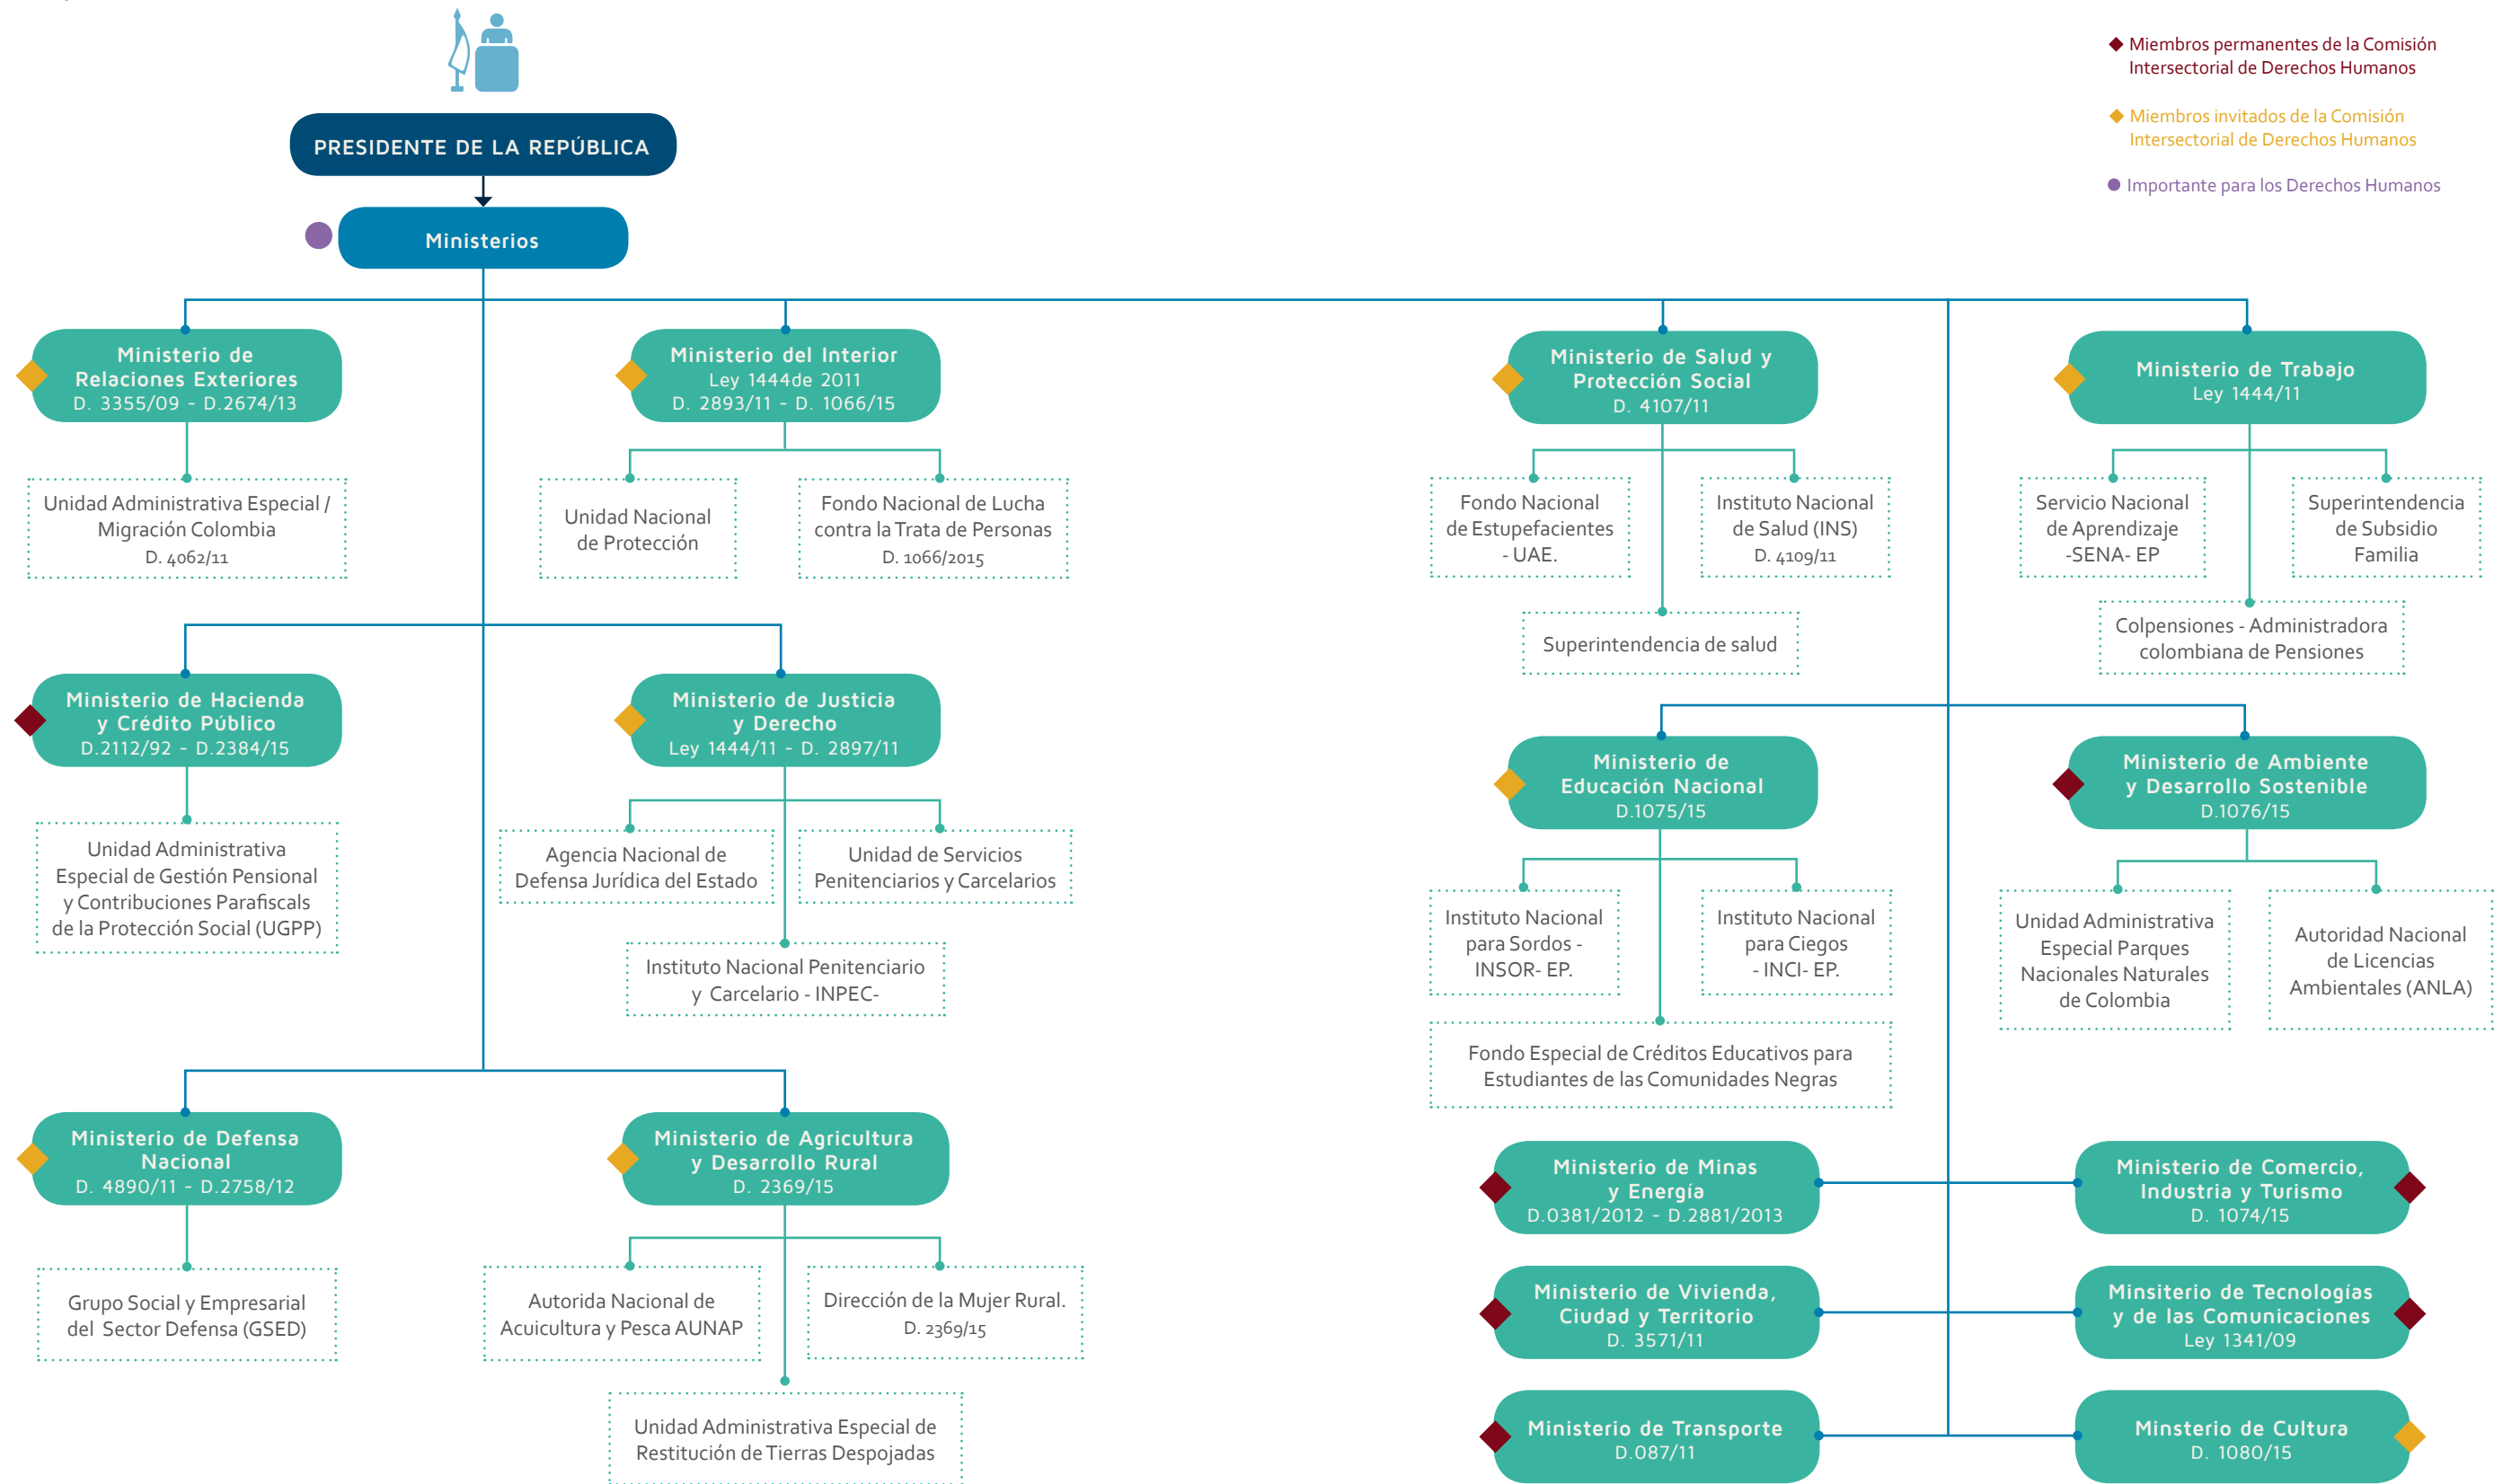 ◆ Miembros permanentes de la Comisión
Intersectorial de Derechos Humanos
◆ Miembros invitados de la Comisión
Intersectorial de Derechos Humanos
● Importante para los Derechos Humanos
PRESIDENTE DE LA REPÚBLICA
Ministerios
Ministerio de
Relaciones Exteriores
D. 3355/09 - D.2674/13
Unidad Administrativa Especial /
Migración Colombia
D. 4062/11
Ministerio del Interior
Ley 1444de 2011
D. 2893/11 - D. 1066/15
Unidad Nacional
de Protección
Fondo Nacional de Lucha
contra la Trata de Personas
D. 1066/2015
Ministerio de Salud y
Protección Social
D. 4107/11
Fondo Nacional
de Estupefacientes
- UAE.
Instituto Nacional
de Salud (INS)
D. 4109/11
Superintendencia de salud
Ministerio de Trabajo
Ley 1444/11
Servicio Nacional
de Aprendizaje
-SENA- EP
Superintendencia
de Subsidio
Familia
Colpensiones - Administradora
colombiana de Pensiones
Ministerio de Hacienda
y Crédito Público
D.2112/92 - D.2384/15
Unidad Administrativa
Especial de Gestión Pensional
y Contribuciones Parafiscals
de la Protección Social (UGPP)
Ministerio de Justicia
y Derecho
Ley 1444/11 - D. 2897/11
Agencia Nacional de
Defensa Jurídica del Estado
Unidad de Servicios
Penitenciarios y Carcelarios
Instituto Nacional Penitenciario
y Carcelario - INPEC-
Ministerio de
Educación Nacional
D.1075/15
Instituto Nacional
para Sordos -
INSOR- EP.
Instituto Nacional
para Ciegos
- INCI- EP.
Fondo Especial de Créditos Educativos para
Estudiantes de las Comunidades Negras
Ministerio de Ambiente
y Desarrollo Sostenible
D.1076/15
Unidad Administrativa
Especial Parques
Nacionales Naturales
de Colombia
Autoridad Nacional
de Licencias
Ambientales (ANLA)
Ministerio de Defensa
Nacional
D. 4890/11 - D.2758/12
Grupo Social y Empresarial
del Sector Defensa (GSED)
Ministerio de Agricultura
y Desarrollo Rural
D. 2369/15
Autorida Nacional de
Acuicultura y Pesca AUNAP
Dirección de la Mujer Rural.
D. 2369/15
Unidad Administrativa Especial de
Restitución de Tierras Despojadas
Ministerio de Minas
y Energía
D.0381/2012 - D.2881/2013
Ministerio de Comercio,
Industria y Turismo
D. 1074/15
Ministerio de Vivienda,
Ciudad y Territorio
D. 3571/11
Minsiterio de Tecnologías
y de las Comunicaciones
Ley 1341/09
Ministerio de Transporte
D.087/11
Minsterio de Cultura
D. 1080/15